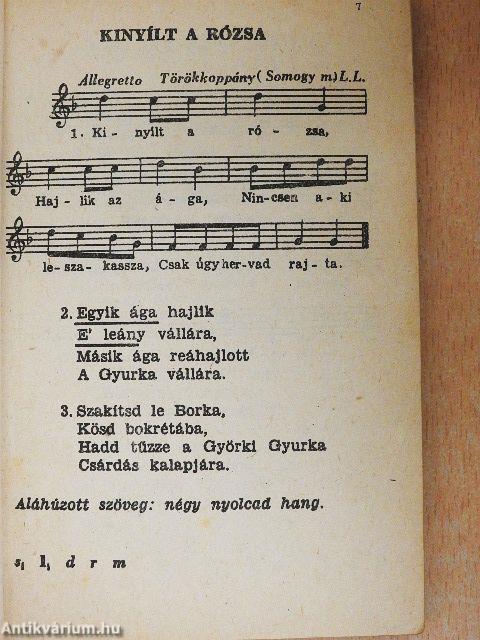 7
KINYÍLT A RÓZSA
Allegretto Törökkoppány( Somogy m) L.L.
1. Ki - nyílt a ró - zsa,
Haj - lik az á - ga, Nin-csen a - ki
le-sza-kassza, Csak úgy her-vad raj-ta.
2. Egyik ága hajlik
E' leány vállára,
Másik ága reáhajlott
A Gyurka vállára.
3. Szakítsd le Borka,
Kösd bokrétába,
Hadd tűzze a Györki Gyurka
Csárdás kalapjára.
Aláhúzott szöveg: négy nyolcad hang.
s, l, d r m
Antikvárium.hu